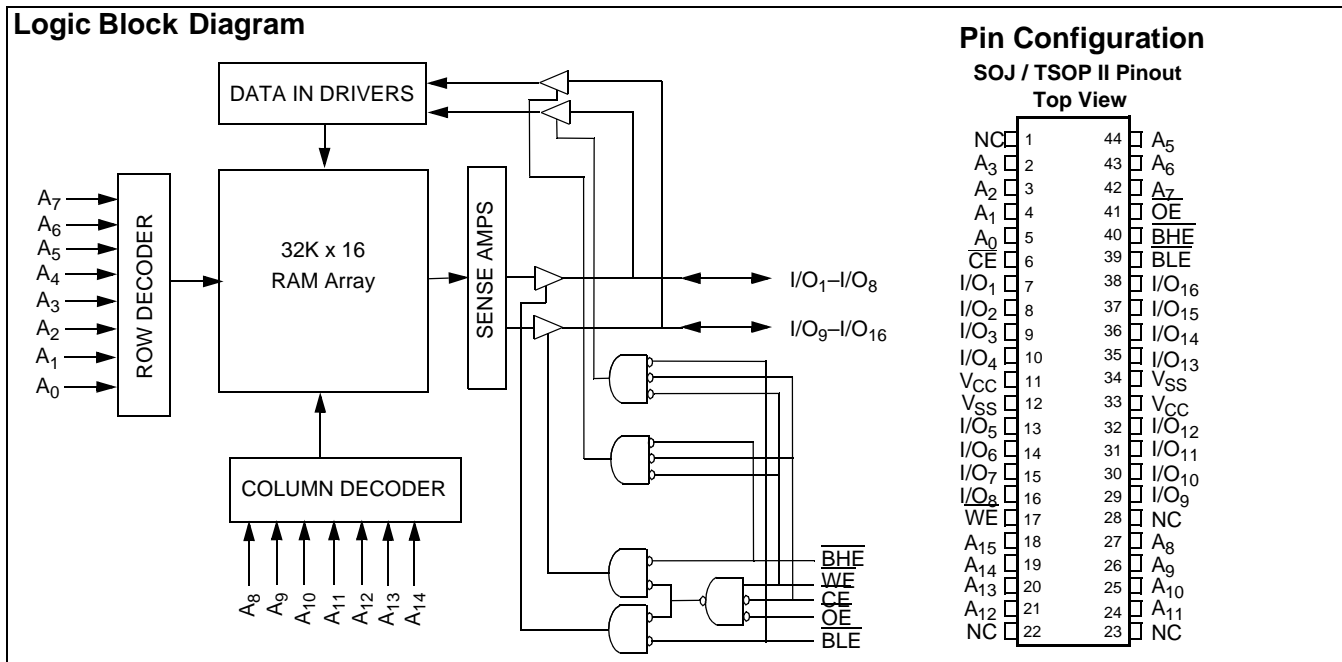 Logic Block Diagram
DATA IN DRIVERS
A7
A6
A5
A4
A3
A2
A1
A0
ROW DECODER
32K x 16
RAM Array
SENSE AMPS
I/O1–I/O8
I/O9–I/O16
COLUMN DECODER
A8
A9
A10
A11
A12
A13
A14
BHE
WE
CE
OE
BLE
Pin Configuration
SOJ / TSOP II Pinout
Top View
NC 1 44 A5
A3 2 43 A6
A2 3 42 A7
A1 4 41 OE
A0 5 40 BHE
CE 6 39 BLE
I/O1 7 38 I/O16
I/O2 8 37 I/O15
I/O3 9 36 I/O14
I/O4 10 35 I/O13
VCC 11 34 VSS
VSS 12 33 VCC
I/O5 13 32 I/O12
I/O6 14 31 I/O11
I/O7 15 30 I/O10
I/O8 16 29 I/O9
WE 17 28 NC
A15 18 27 A8
A14 19 26 A9
A13 20 25 A10
A12 21 24 A11
NC 22 23 NC